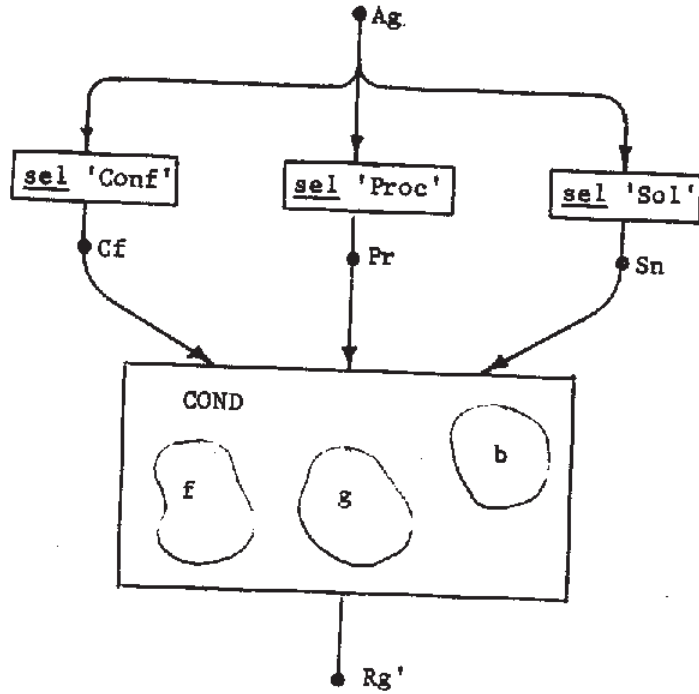 Ag
sel 'Conf'
sel 'Proc'
sel 'Sol'
Cf
Pr
Sn
COND
f
g
b
Rg'